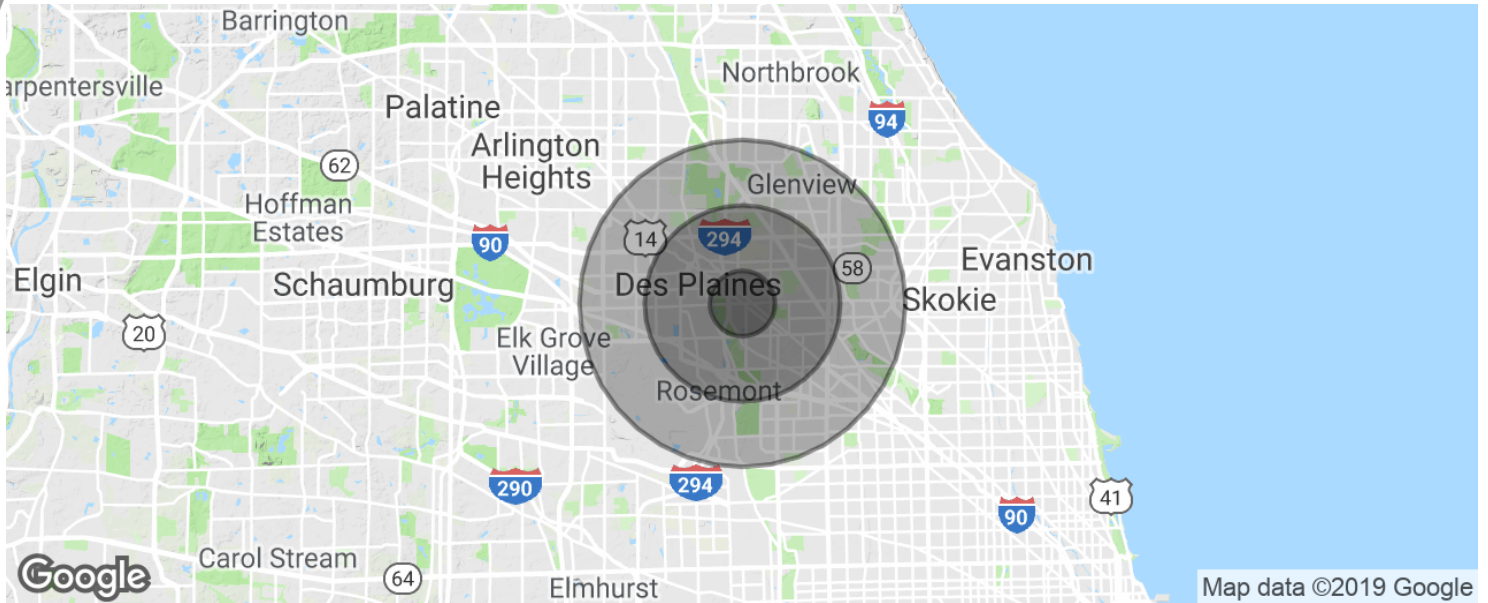 Barrington
arpentersville
Northbrook
Palatine
94
Arlington
Heights
62
Glenview
Hoffman
Estates
14
294
90
58
Evanston
Elgin
Schaumburg
Des Plaines
Skokie
20
Elk Grove
Village
Rosemont
290
294
41
90
Carol Stream
64
Elmhurst
Google
Map data ©2019 Google